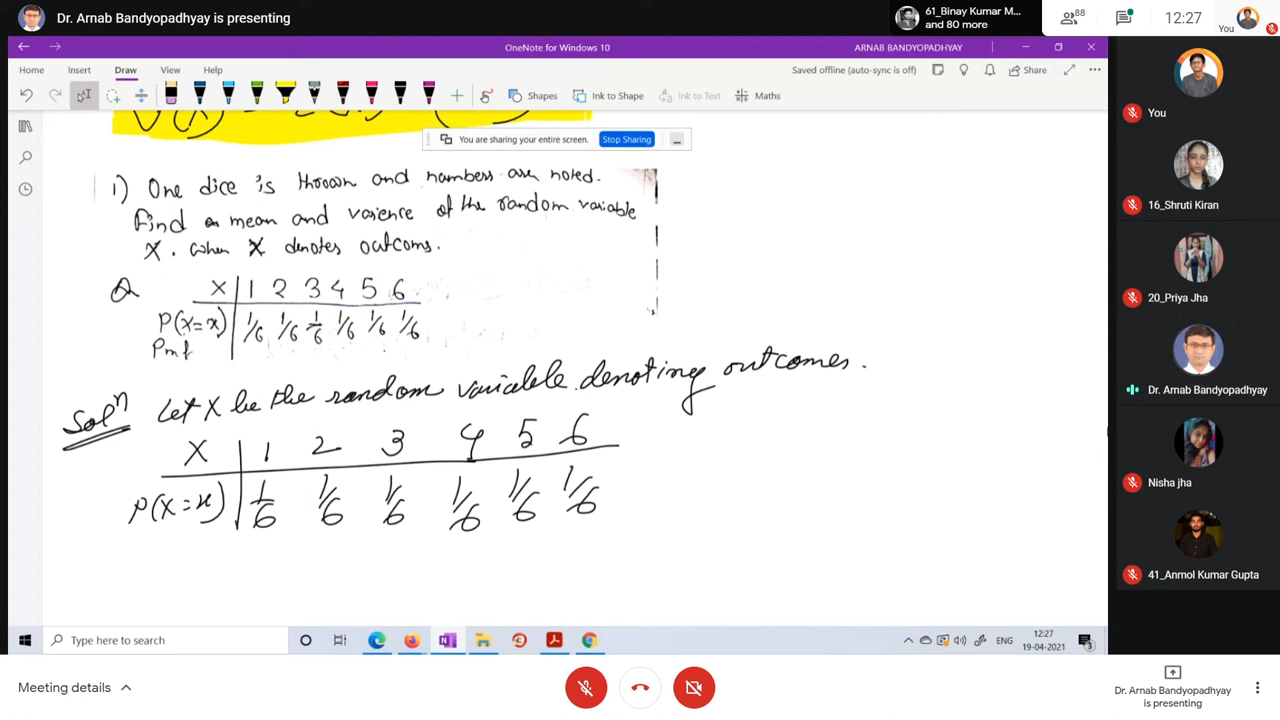 Dr. Arnab Bandyopadhyay is presenting
61_Binay Kumar M...
and 80 more
88
12:27
You
OneNote for Windows 10
ARNAB BANDYOPADHYAY
Home Insert Draw View Help
Saved offline (auto-sync is off)
Share
Shapes
Ink to Shape
Ink to Text
Maths
You are sharing your entire screen.
Stop Sharing
1) One dice is thrown and numbers are noted.
Find mean and varience of the random variable
X. when X denotes outcoms.
X 1 2 3 4 5 6
P(X=x) 1/6 1/6 1/6 1/6 1/6 1/6
Pmf
Solⁿ Let X be the random variable denoting outcomes.
X 1 2 3 4 5 6
P(X=x) 1/6 1/6 1/6 1/6 1/6 1/6
You
16_Shruti Kiran
20_Priya Jha
Dr. Arnab Bandyopadhyay
Nisha jha
41_Anmol Kumar Gupta
Type here to search
ENG
12:27
19-04-2021
3
Meeting details
Dr. Arnab Bandyopadhyay
is presenting